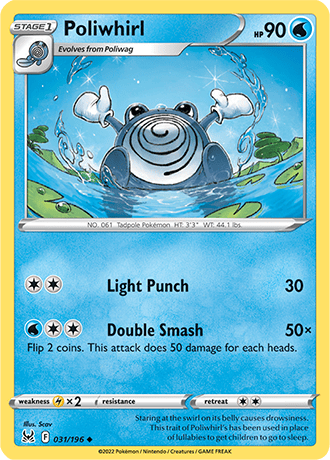 STAGE 1 Poliwhirl HP 90
Evolves from Poliwag
NO. 061 Tadpole Pokémon HT: 3'3" WT: 44.1 lbs.
Light Punch 30
Double Smash 50×
Flip 2 coins. This attack does 50 damage for each heads.
weakness ×2 resistance retreat
Illus. Scav
Staring at the swirl on its belly causes drowsiness.
This trait of Poliwhirl's has been used in place
of lullabies to get children to go to sleep.
F 031/196
©2022 Pokémon / Nintendo / Creatures / GAME FREAK